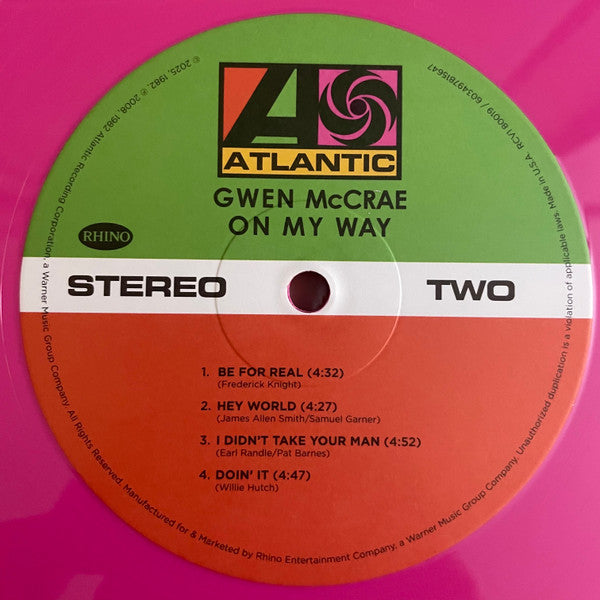 ATLANTIC
GWEN McCRAE
ON MY WAY
RHINO
STEREO
TWO
1. BE FOR REAL (4:32)
(Frederick Knight)
2. HEY WORLD (4:27)
(James Allen Smith/Samuel Garner)
3. I DIDN'T TAKE YOUR MAN (4:52)
(Earl Randle/Pat Barnes)
4. DOIN' IT (4:47)
(Willie Hutch)
© 2025, 1982, ℗ 2008, 1982 Atlantic Recording Corporation, a Warner Music Group Company. All Rights Reserved. Manufactured for & Marketed by Rhino Entertainment Company, a Warner Music Group Company. Unauthorized duplication is a violation of applicable laws. Made in U.S.A. RCV1 80019 / 603497815647